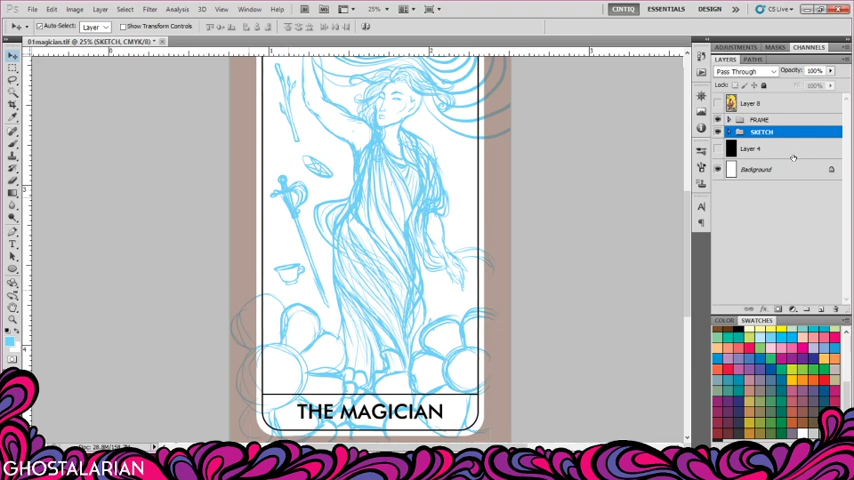 PS File Edit Image Layer Select Filter Analysis 3D View Window Help 25% CINTIQ ESSENTIALS DESIGN CS Live
Auto-Select: Layer Show Transform Controls
01magician.tif @ 25% (SKETCH, CMYK/8) *
ADJUSTMENTS MASKS CHANNELS
LAYERS PATHS
Pass Through Opacity: 100%
Lock: 100%
Layer 8
FRAME
SKETCH
Layer 4
Background
COLOR SWATCHES
THE MAGICIAN
GHOSTALARIAN